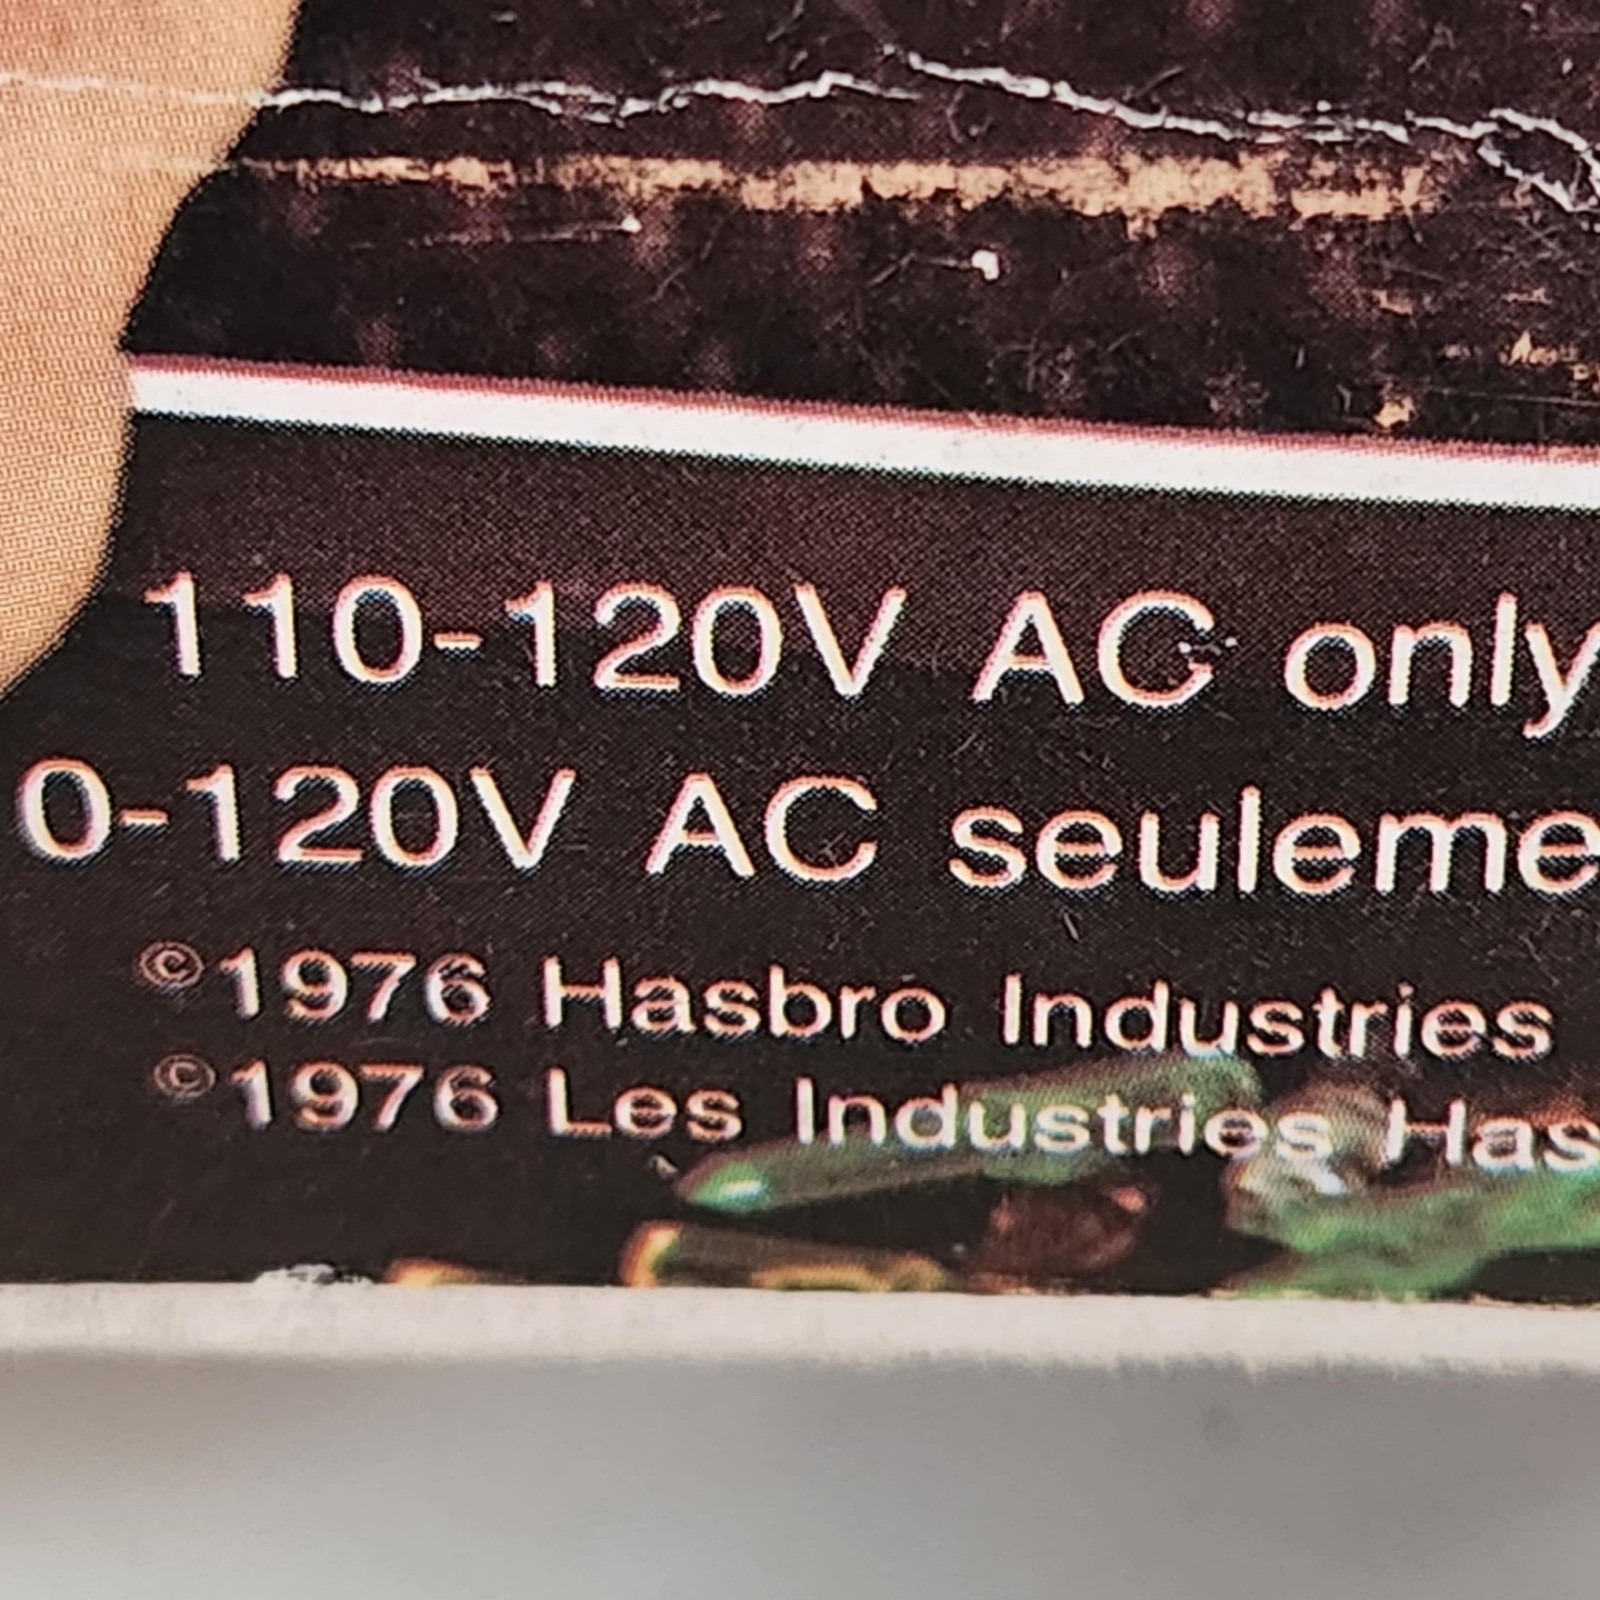 110-120V AC only
0-120V AC seuleme
©1976 Hasbro Industries
©1976 Les Industries Has